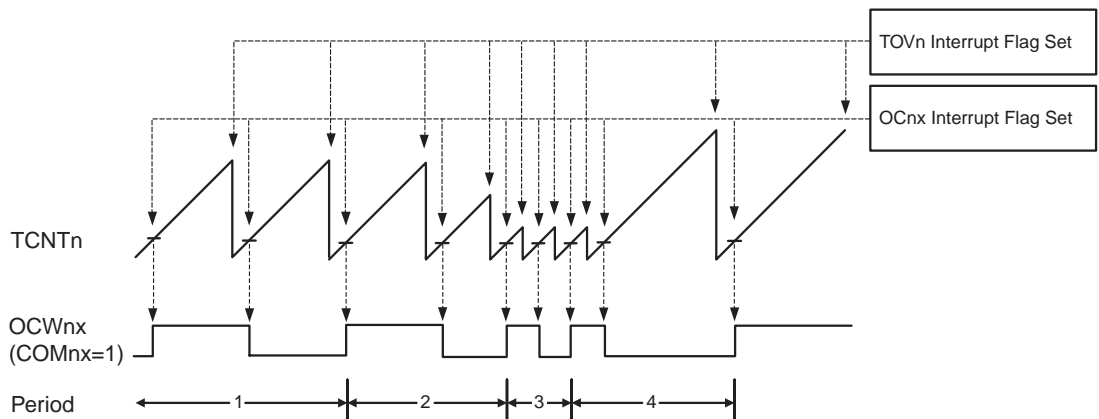 TOVn Interrupt Flag Set
OCnx Interrupt Flag Set
TCNTn
OCWnx
(COMnx=1)
Period
1
2
3
4